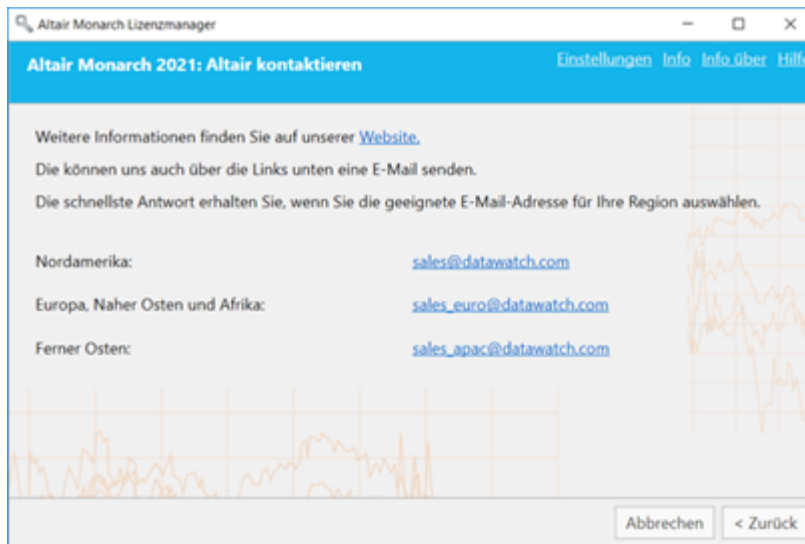 Altair Monarch Lizenzmanager
Altair Monarch 2021: Altair kontaktieren
Einstellungen Info Info über Hilfe
Weitere Informationen finden Sie auf unserer Website.
Die können uns auch über die Links unten eine E-Mail senden.
Die schnellste Antwort erhalten Sie, wenn Sie die geeignete E-Mail-Adresse für Ihre Region auswählen.
Nordamerika: sales@datawatch.com
Europa, Naher Osten und Afrika: sales_euro@datawatch.com
Ferner Osten: sales_apac@datawatch.com
Abbrechen < Zurück